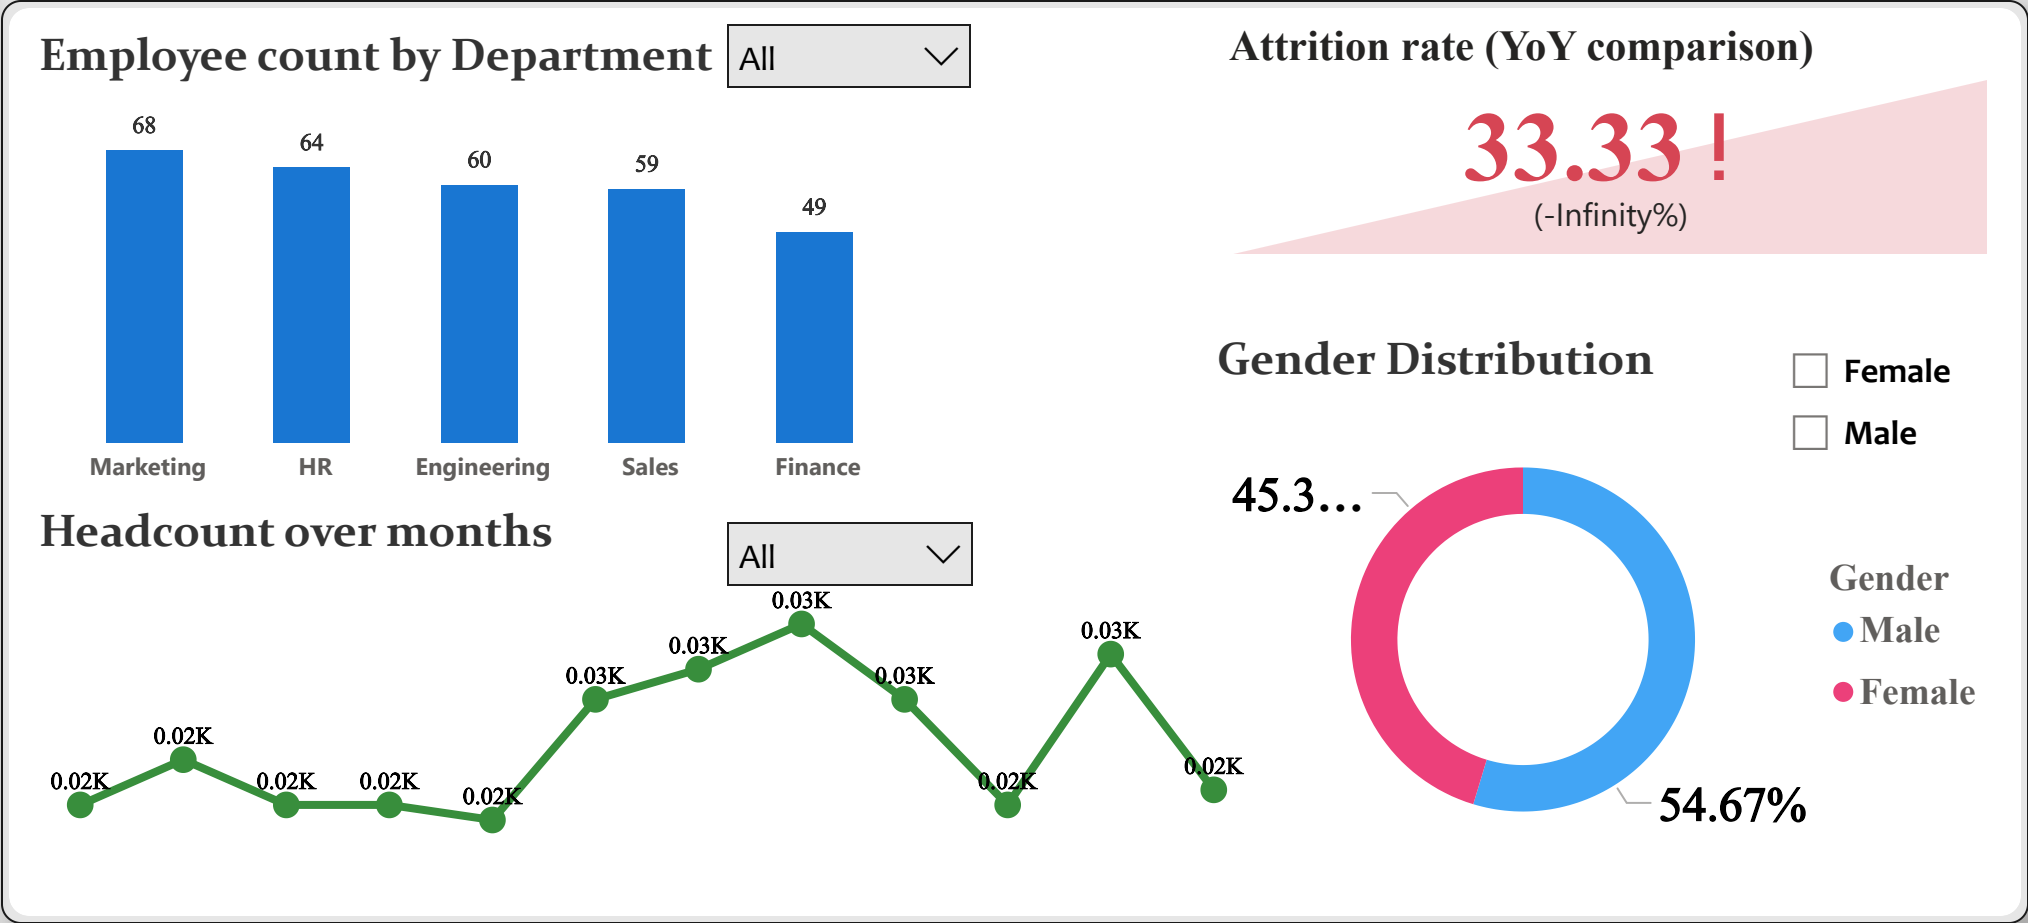 Employee count by Department
All
68
64
60
59
49
Marketing
HR
Engineering
Sales
Finance
Headcount over months
All
0.02K
0.02K
0.02K
0.02K
0.02K
0.03K
0.03K
0.03K
0.03K
0.02K
0.03K
0.02K
Attrition rate (YoY comparison)
33.33 !
(-Infinity%)
Gender Distribution
Female
Male
45.3...
54.67%
Gender
Male
Female